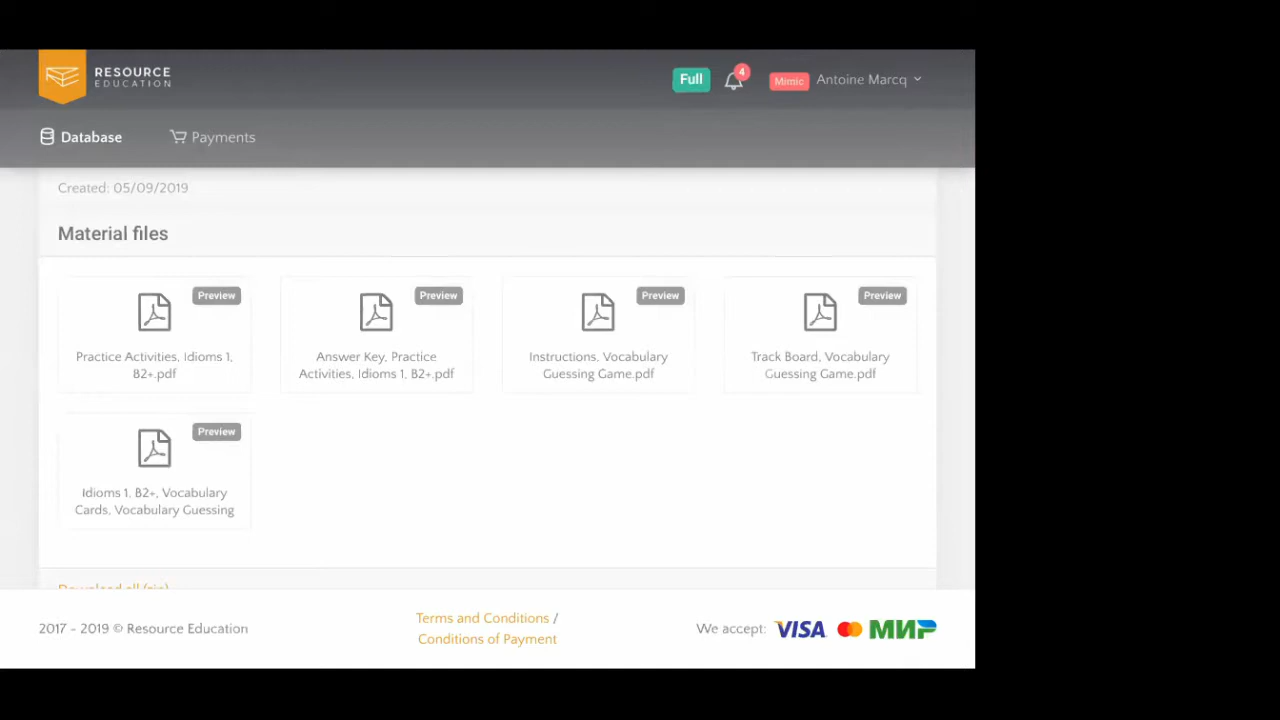 RESOURCE
EDUCATION
Full
4
Mimic
Antoine Marcq
Database
Payments
Created: 05/09/2019
Material files
Preview
Practice Activities, Idioms 1,
B2+.pdf
Preview
Answer Key, Practice
Activities, Idioms 1, B2+.pdf
Preview
Instructions, Vocabulary
Guessing Game.pdf
Preview
Track Board, Vocabulary
Guessing Game.pdf
Preview
Idioms 1, B2+, Vocabulary
Cards, Vocabulary Guessing
Download all (zip)
2017 - 2019 © Resource Education
Terms and Conditions /
Conditions of Payment
We accept: VISA МИР